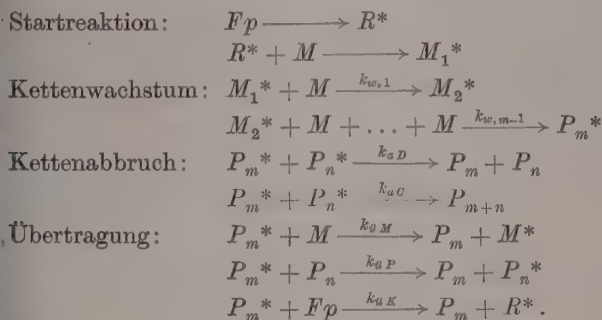 Startreaktion: Fp ⟶ R*
R* + M ⟶ M₁*
Kettenwachstum: M₁* + M —k_{w,1}→ M₂*
M₂* + M + ... + M —k_{w,m−1}→ P_m*
Kettenabbruch: P_m* + P_n* —k_{aD}→ P_m + P_n
P_m* + P_n* —k_{aC}→ P_{m+n}
Übertragung: P_m* + M —k_{üM}→ P_m + M*
P_m* + P_n —k_{üP}→ P_m + P_n*
P_m* + Fp —k_{üK}→ P_m + R*.